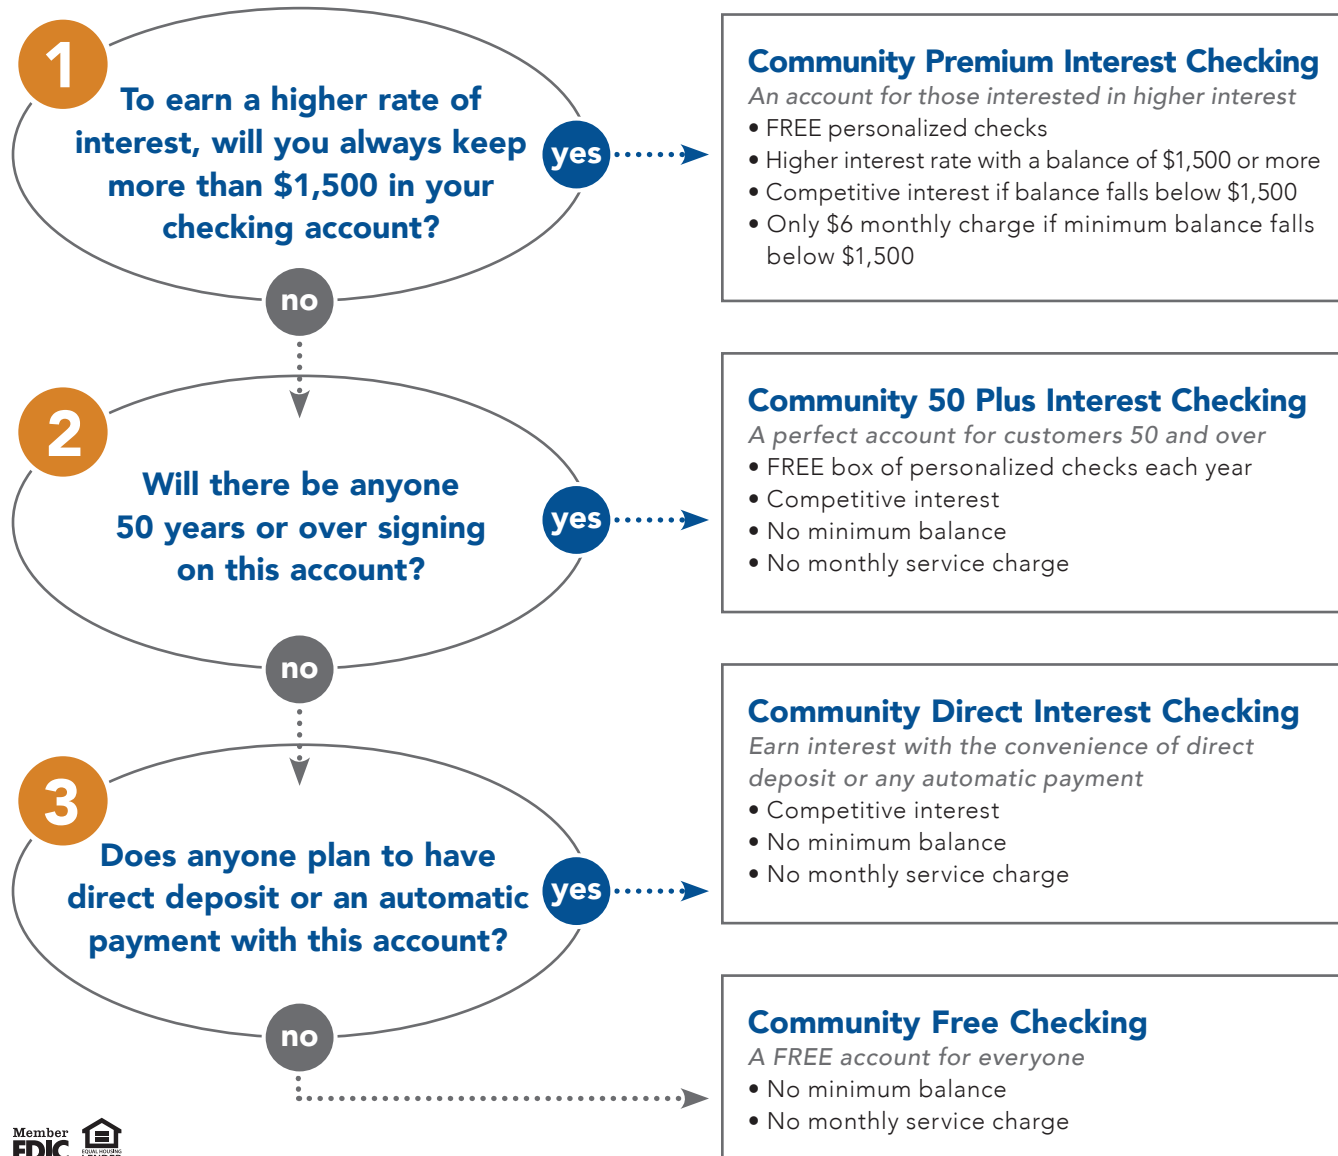 1
To earn a higher rate of
interest, will you always keep
more than $1,500 in your
checking account?
yes
no
Community Premium Interest Checking
An account for those interested in higher interest
• FREE personalized checks
• Higher interest rate with a balance of $1,500 or more
• Competitive interest if balance falls below $1,500
• Only $6 monthly charge if minimum balance falls
below $1,500
2
Will there be anyone
50 years or over signing
on this account?
yes
no
Community 50 Plus Interest Checking
A perfect account for customers 50 and over
• FREE box of personalized checks each year
• Competitive interest
• No minimum balance
• No monthly service charge
3
Does anyone plan to have
direct deposit or an automatic
payment with this account?
yes
no
Community Direct Interest Checking
Earn interest with the convenience of direct
deposit or any automatic payment
• Competitive interest
• No minimum balance
• No monthly service charge
Community Free Checking
A FREE account for everyone
• No minimum balance
• No monthly service charge
Member
FDIC
EQUAL HOUSING
LENDER